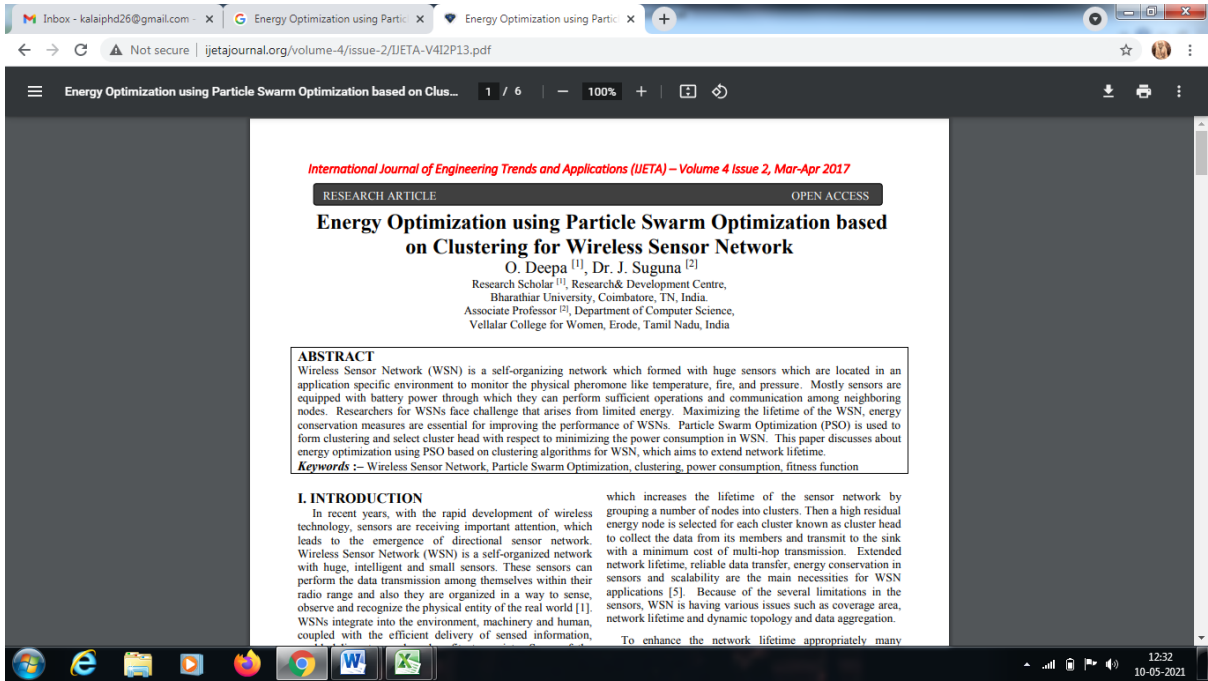 Inbox - kalaiphd26@gmail.com -
Energy Optimization using Partic
Energy Optimization using Partic
Not secure | ijetajournal.org/volume-4/issue-2/IJETA-V4I2P13.pdf
Energy Optimization using Particle Swarm Optimization based on Clus... 1 / 6 | − 100% + |
International Journal of Engineering Trends and Applications (IJETA) – Volume 4 Issue 2, Mar-Apr 2017
RESEARCH ARTICLE OPEN ACCESS
Energy Optimization using Particle Swarm Optimization based
on Clustering for Wireless Sensor Network
O. Deepa [1], Dr. J. Suguna [2]
Research Scholar [1], Research& Development Centre,
Bharathiar University, Coimbatore, TN, India.
Associate Professor [2], Department of Computer Science,
Vellalar College for Women, Erode, Tamil Nadu, India
ABSTRACT
Wireless Sensor Network (WSN) is a self-organizing network which formed with huge sensors which are located in an
application specific environment to monitor the physical pheromone like temperature, fire, and pressure. Mostly sensors are
equipped with battery power through which they can perform sufficient operations and communication among neighboring
nodes. Researchers for WSNs face challenge that arises from limited energy. Maximizing the lifetime of the WSN, energy
conservation measures are essential for improving the performance of WSNs. Particle Swarm Optimization (PSO) is used to
form clustering and select cluster head with respect to minimizing the power consumption in WSN. This paper discusses about
energy optimization using PSO based on clustering algorithms for WSN, which aims to extend network lifetime.
Keywords :– Wireless Sensor Network, Particle Swarm Optimization, clustering, power consumption, fitness function
I. INTRODUCTION
In recent years, with the rapid development of wireless
technology, sensors are receiving important attention, which
leads to the emergence of directional sensor network.
Wireless Sensor Network (WSN) is a self-organized network
with huge, intelligent and small sensors. These sensors can
perform the data transmission among themselves within their
radio range and also they are organized in a way to sense,
observe and recognize the physical entity of the real world [1].
WSNs integrate into the environment, machinery and human,
coupled with the efficient delivery of sensed information,
which increases the lifetime of the sensor network by
grouping a number of nodes into clusters. Then a high residual
energy node is selected for each cluster known as cluster head
to collect the data from its members and transmit to the sink
with a minimum cost of multi-hop transmission. Extended
network lifetime, reliable data transfer, energy conservation in
sensors and scalability are the main necessities for WSN
applications [5]. Because of the several limitations in the
sensors, WSN is having various issues such as coverage area,
network lifetime and dynamic topology and data aggregation.
To enhance the network lifetime appropriately many
12:32
10-05-2021